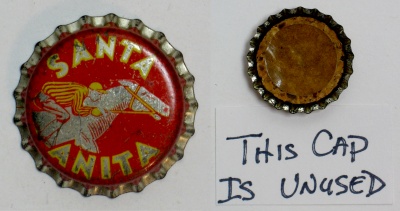 SANTA
ANITA
THIS CAP
IS UNUSED